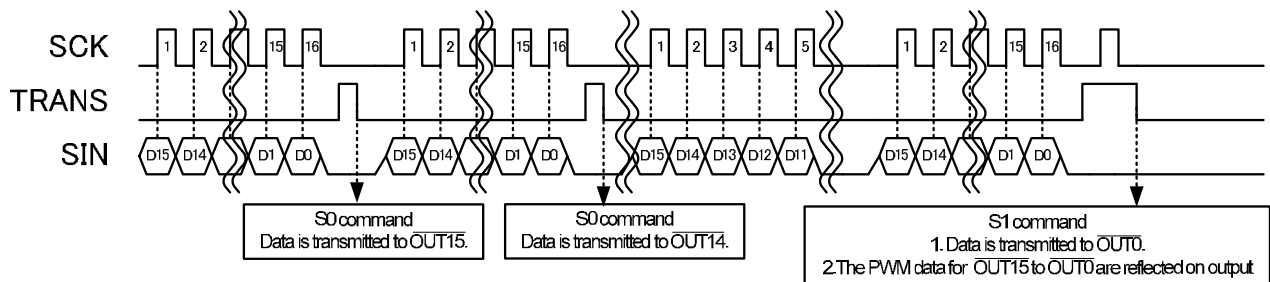 SCK 1 2 15 16 1 2 15 16 1 2 3 4 5 1 2 15 16
TRANS
SIN D15 D14 D1 D0 D15 D14 D1 D0 D15 D14 D13 D12 D11 D15 D14 D1 D0
S0 command
Data is transmitted to OUT15.
S0 command
Data is transmitted to OUT14.
S1 command
1. Data is transmitted to OUT0.
2.The PWM data for OUT15 to OUT0 are reflected on output